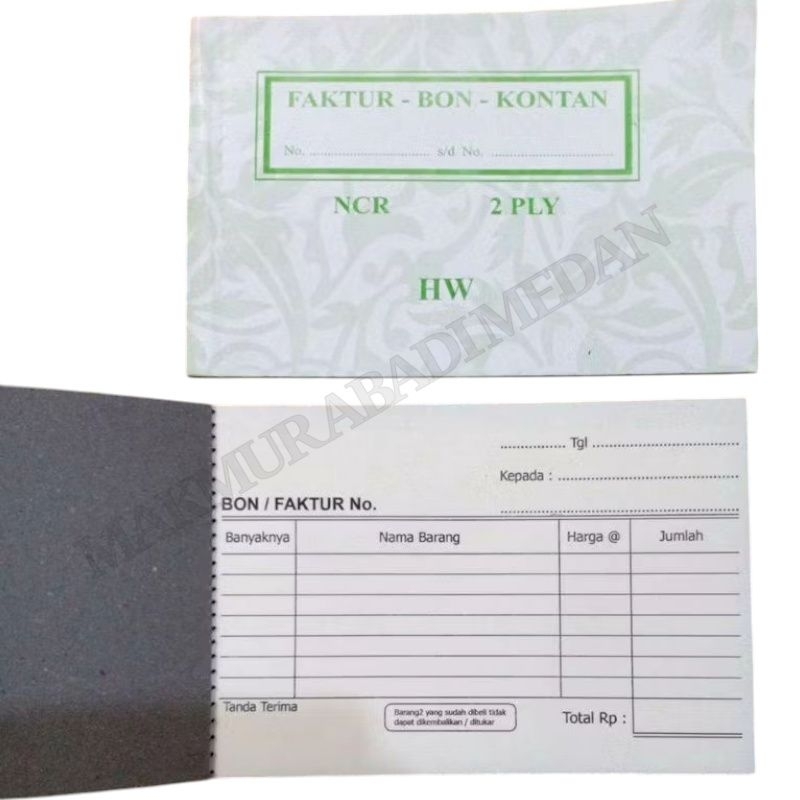 FAKTUR - BON - KONTAN
No. .............................. s/d No. ...............................
NCR 2 PLY
HW
MAKMURABADIMEDAN
................. Tgl ......................................
Kepada : ...............................................
...............................................................
BON / FAKTUR No.
Banyaknya Nama Barang Harga @ Jumlah
Tanda Terima
Barang2 yang sudah dibeli tidak
dapat dikembalikan / ditukar
Total Rp :